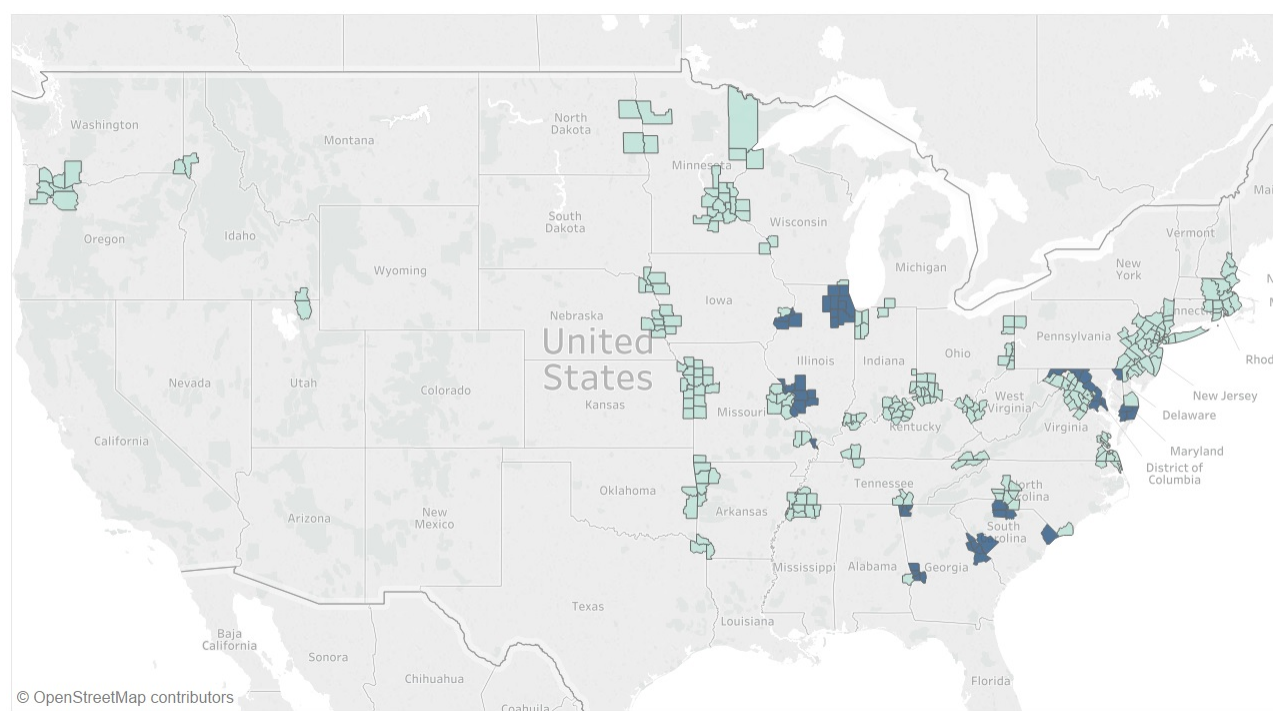 Washington
Montana
North
Dakota
Minnesota
Oregon
Idaho
South
Dakota
Wisconsin
Wyoming
Michigan
Vermont
New
York
Iowa
Nebraska
United
States
Pennsylvania
Nevada
Utah
Colorado
Kansas
Missouri
Illinois
Indiana
Ohio
West
Virginia
Virginia
Kentucky
New Jersey
Delaware
Maryland
District of
Columbia
California
Arizona
New
Mexico
Oklahoma
Arkansas
Tennessee
South
Mississippi
Alabama
Georgia
Texas
Louisiana
Florida
Baja
California
Sonora
Chihuahua
© OpenStreetMap contributors